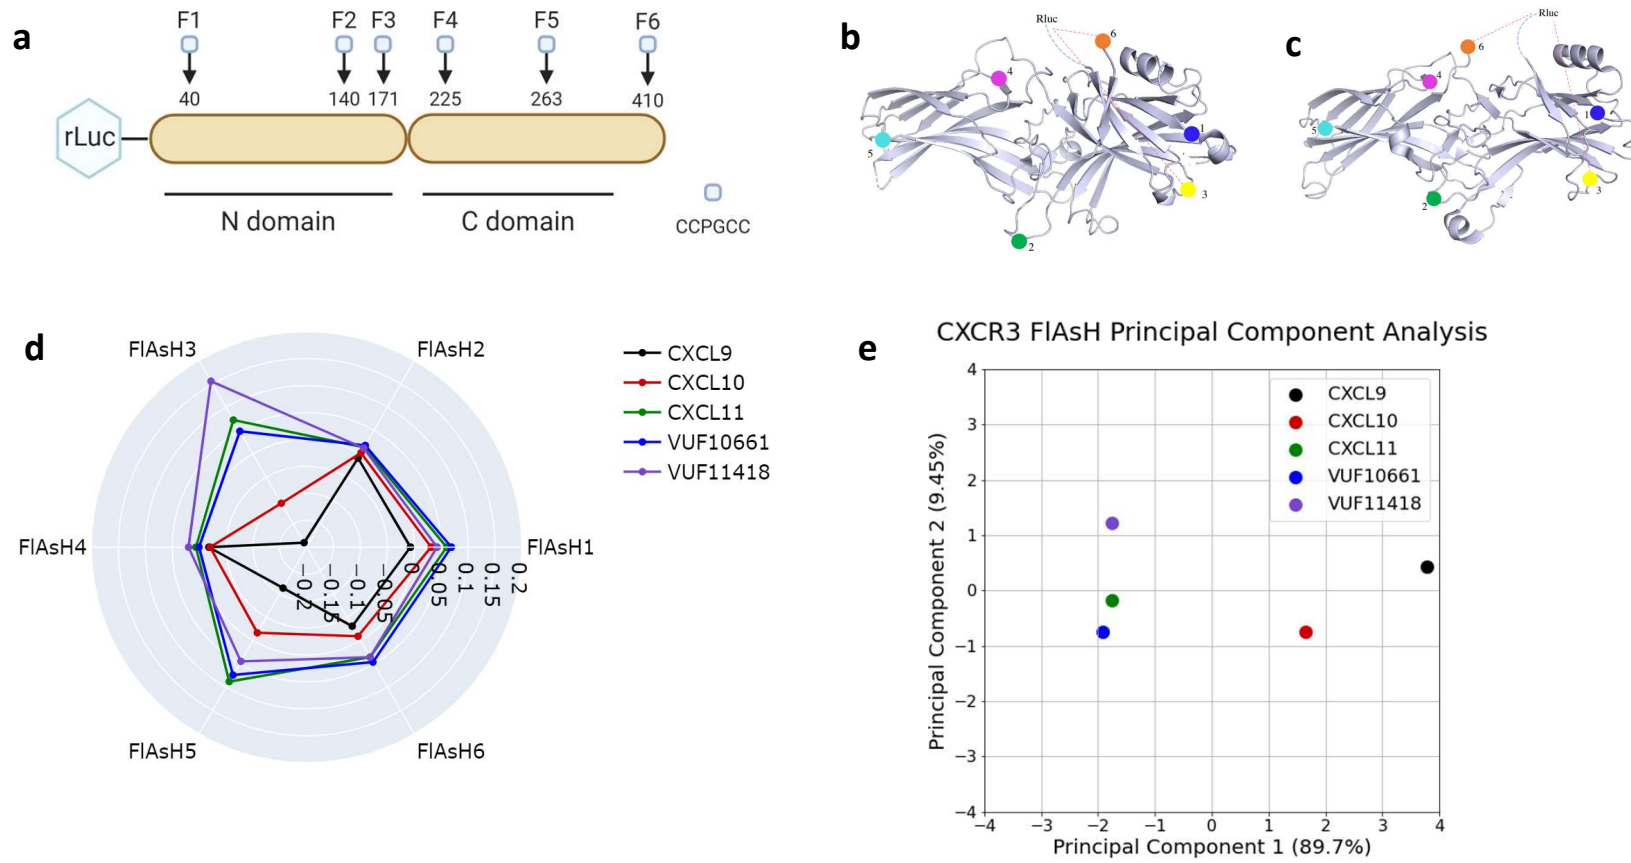 a
F1 F2 F3 F4 F5 F6
40 140 171 225 263 410
rLuc
N domain
C domain
CCPGCC
b
Rluc
6
4
1
5
3
2
c
Rluc
6
4
1
5
3
2
d
FlAsH3
FlAsH2
FlAsH4
FlAsH1
FlAsH5
FlAsH6
−0.2
−0.15
−0.1
−0.05
0
0.05
0.1
0.15
0.2
CXCL9
CXCL10
CXCL11
VUF10661
VUF11418
e
CXCR3 FlAsH Principal Component Analysis
Principal Component 2 (9.45%)
4
3
2
1
0
−1
−2
−3
−4
CXCL9
CXCL10
CXCL11
VUF10661
VUF11418
−4 −3 −2 −1 0 1 2 3 4
Principal Component 1 (89.7%)